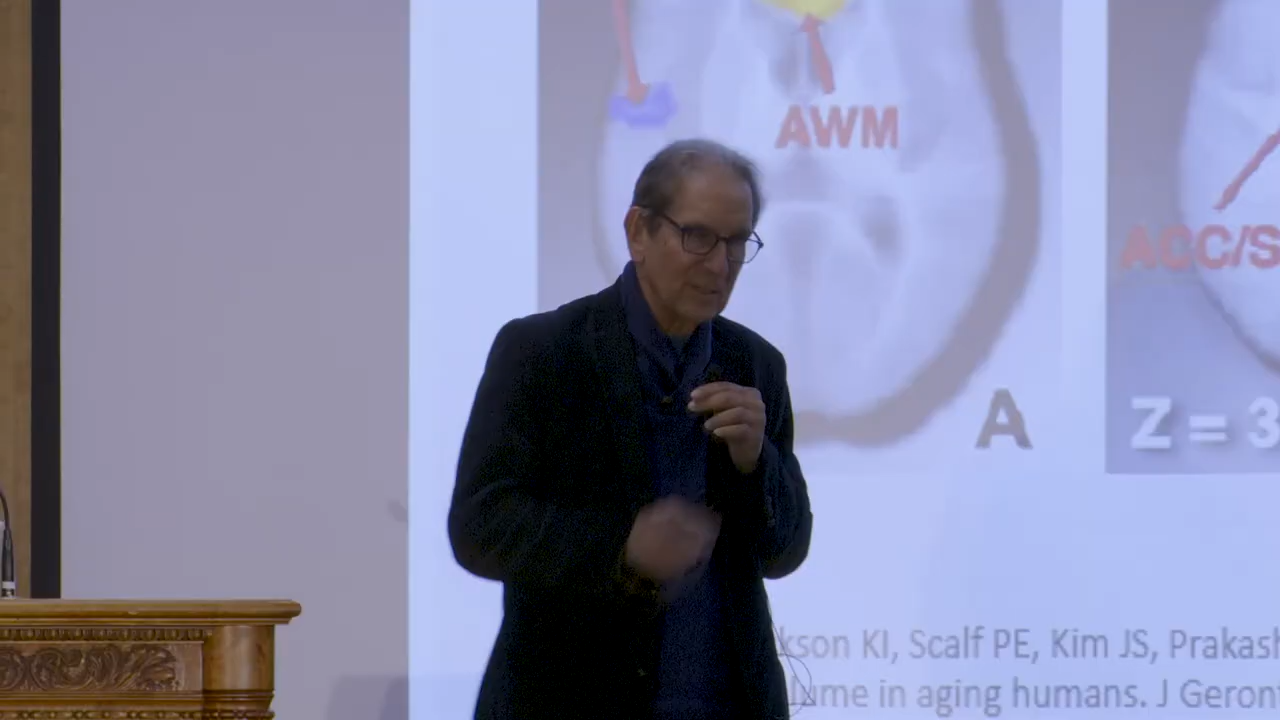 AWM
ACC/S
A
Z = 3
kson KI, Scalf PE, Kim JS, Prakash
lume in aging humans. J Geront